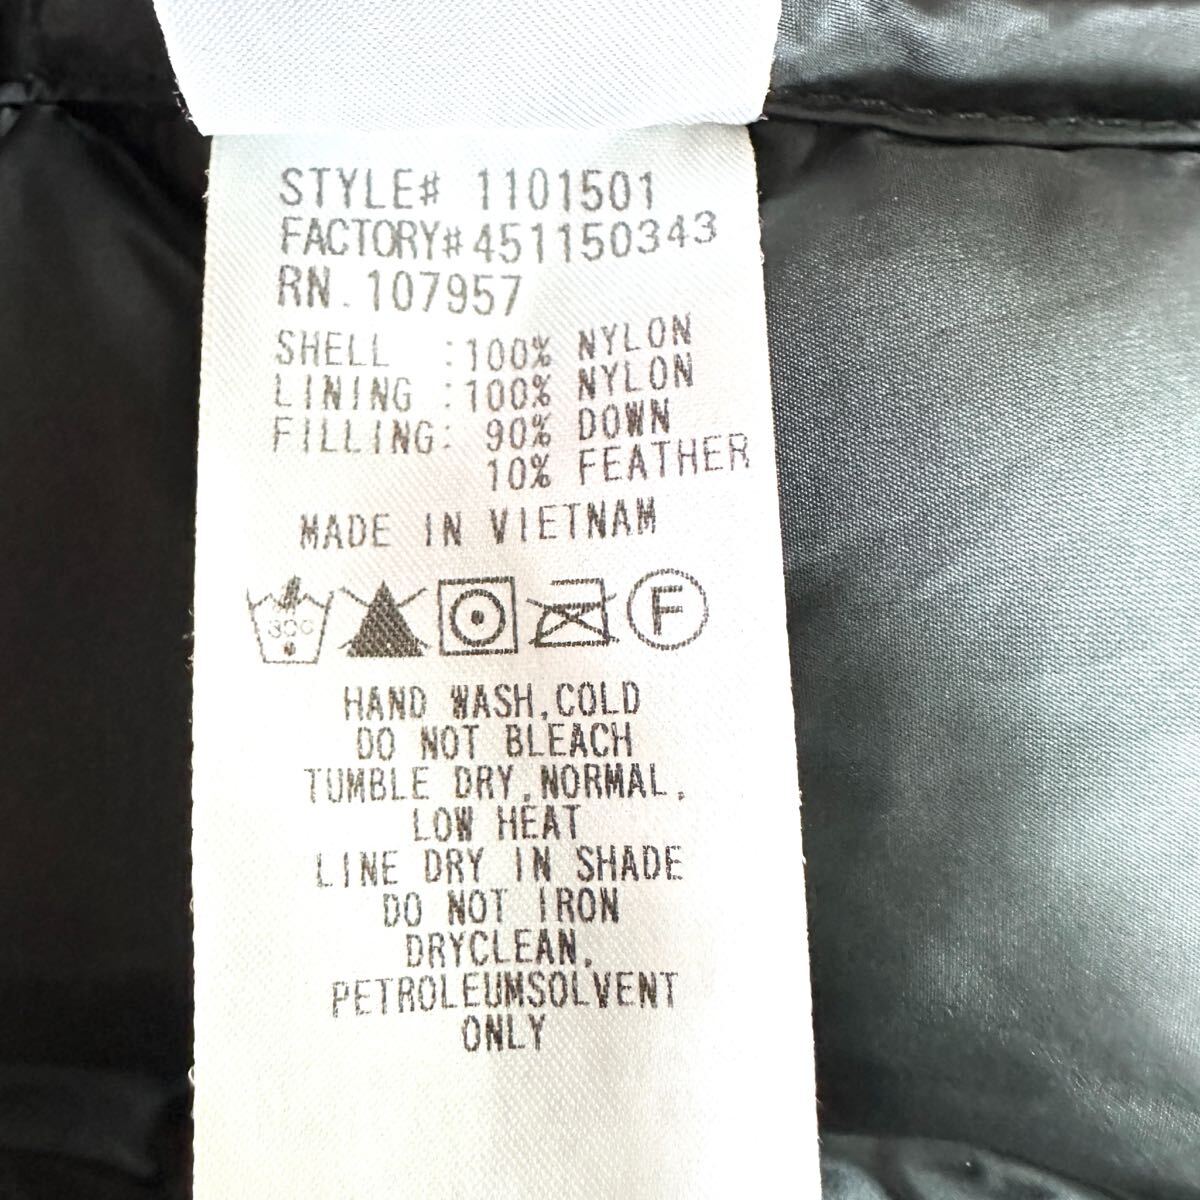 STYLE# 1101501
FACTORY#451150343
RN. 107957
SHELL :100% NYLON
LINING :100% NYLON
FILLING: 90% DOWN
10% FEATHER
MADE IN VIETNAM
30C F
HAND WASH,COLD
DO NOT BLEACH
TUMBLE DRY,NORMAL,
LOW HEAT
LINE DRY IN SHADE
DO NOT IRON
DRYCLEAN,
PETROLEUMSOLVENT
ONLY